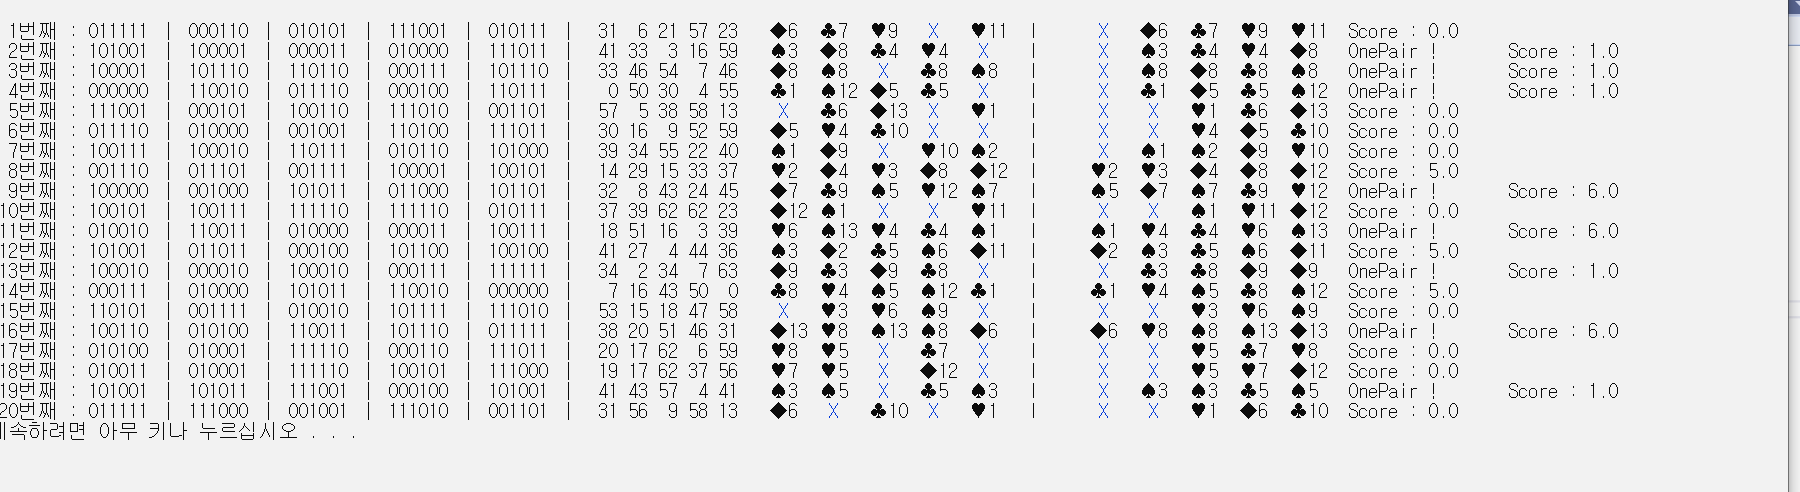 1번째 : 011111 | 000110 | 010101 | 111001 | 010111 | 31 6 21 57 23 ◆6 ♣7 ♥9 X ♥11 | X ◆6 ♣7 ♥9 ♥11 Score : 0.0
2번째 : 101001 | 100001 | 000011 | 010000 | 111011 | 41 33 3 16 59 ♠3 ◆8 ♣4 ♥4 X | X ♠3 ♣4 ♥4 ◆8 OnePair ! Score : 1.0
3번째 : 100001 | 101110 | 110110 | 000111 | 101110 | 33 46 54 7 46 ◆8 ♠8 X ♣8 ♠8 | X ♠8 ◆8 ♣8 ♠8 OnePair ! Score : 1.0
4번째 : 000000 | 110010 | 011110 | 000100 | 110111 | 0 50 30 4 55 ♣1 ♠12 ◆5 ♣5 X | X ♣1 ◆5 ♣5 ♠12 OnePair ! Score : 1.0
5번째 : 111001 | 000101 | 100110 | 111010 | 001101 | 57 5 38 58 13 X ♣6 ◆13 X ♥1 | X X ♥1 ♣6 ◆13 Score : 0.0
6번째 : 011110 | 010000 | 001001 | 110100 | 111011 | 30 16 9 52 59 ◆5 ♥4 ♣10 X X | X X ♥4 ◆5 ♣10 Score : 0.0
7번째 : 100111 | 100010 | 110111 | 010110 | 101000 | 39 34 55 22 40 ♠1 ◆9 X ♥10 ♠2 | X ♠1 ♠2 ◆9 ♥10 Score : 0.0
8번째 : 001110 | 011101 | 001111 | 100001 | 100101 | 14 29 15 33 37 ♥2 ◆4 ♥3 ◆8 ◆12 | ♥2 ♥3 ◆4 ◆8 ◆12 Score : 5.0
9번째 : 100000 | 001000 | 101011 | 011000 | 101101 | 32 8 43 24 45 ◆7 ♣9 ♠5 ♥12 ♠7 | ♠5 ◆7 ♠7 ♣9 ♥12 OnePair ! Score : 6.0
10번째 : 100101 | 100111 | 111110 | 111110 | 010111 | 37 39 62 62 23 ◆12 ♠1 X X ♥11 | X X ♠1 ♥11 ◆12 Score : 0.0
11번째 : 010010 | 110011 | 010000 | 000011 | 100111 | 18 51 16 3 39 ♥6 ♠13 ♥4 ♣4 ♠1 | ♠1 ♥4 ♣4 ♥6 ♠13 OnePair ! Score : 6.0
12번째 : 101001 | 011011 | 000100 | 101100 | 100100 | 41 27 4 44 36 ♠3 ◆2 ♣5 ♠6 ◆11 | ◆2 ♠3 ♣5 ♠6 ◆11 Score : 5.0
13번째 : 100010 | 000010 | 100010 | 000111 | 111111 | 34 2 34 7 63 ◆9 ♣3 ◆9 ♣8 X | X ♣3 ♣8 ◆9 ◆9 OnePair ! Score : 1.0
14번째 : 000111 | 010000 | 101011 | 110010 | 000000 | 7 16 43 50 0 ♣8 ♥4 ♠5 ♠12 ♣1 | ♣1 ♥4 ♠5 ♣8 ♠12 Score : 5.0
15번째 : 110101 | 001111 | 010010 | 101111 | 111010 | 53 15 18 47 58 X ♥3 ♥6 ♠9 X | X X ♥3 ♥6 ♠9 Score : 0.0
16번째 : 100110 | 010100 | 110011 | 101110 | 011111 | 38 20 51 46 31 ◆13 ♥8 ♠13 ♠8 ◆6 | ◆6 ♥8 ♠8 ♠13 ◆13 OnePair ! Score : 6.0
17번째 : 010100 | 010001 | 111110 | 000110 | 111011 | 20 17 62 6 59 ♥8 ♥5 X ♣7 X | X X ♥5 ♣7 ♥8 Score : 0.0
18번째 : 010011 | 010001 | 111110 | 100101 | 111000 | 19 17 62 37 56 ♥7 ♥5 X ◆12 X | X X ♥5 ♥7 ◆12 Score : 0.0
19번째 : 101001 | 101011 | 111001 | 000100 | 101001 | 41 43 57 4 41 ♠3 ♠5 X ♣5 ♠3 | X ♠3 ♠3 ♣5 ♠5 OnePair ! Score : 1.0
20번째 : 011111 | 111000 | 001001 | 111010 | 001101 | 31 56 9 58 13 ◆6 X ♣10 X ♥1 | X X ♥1 ◆6 ♣10 Score : 0.0
계속하려면 아무 키나 누르십시오 . . .